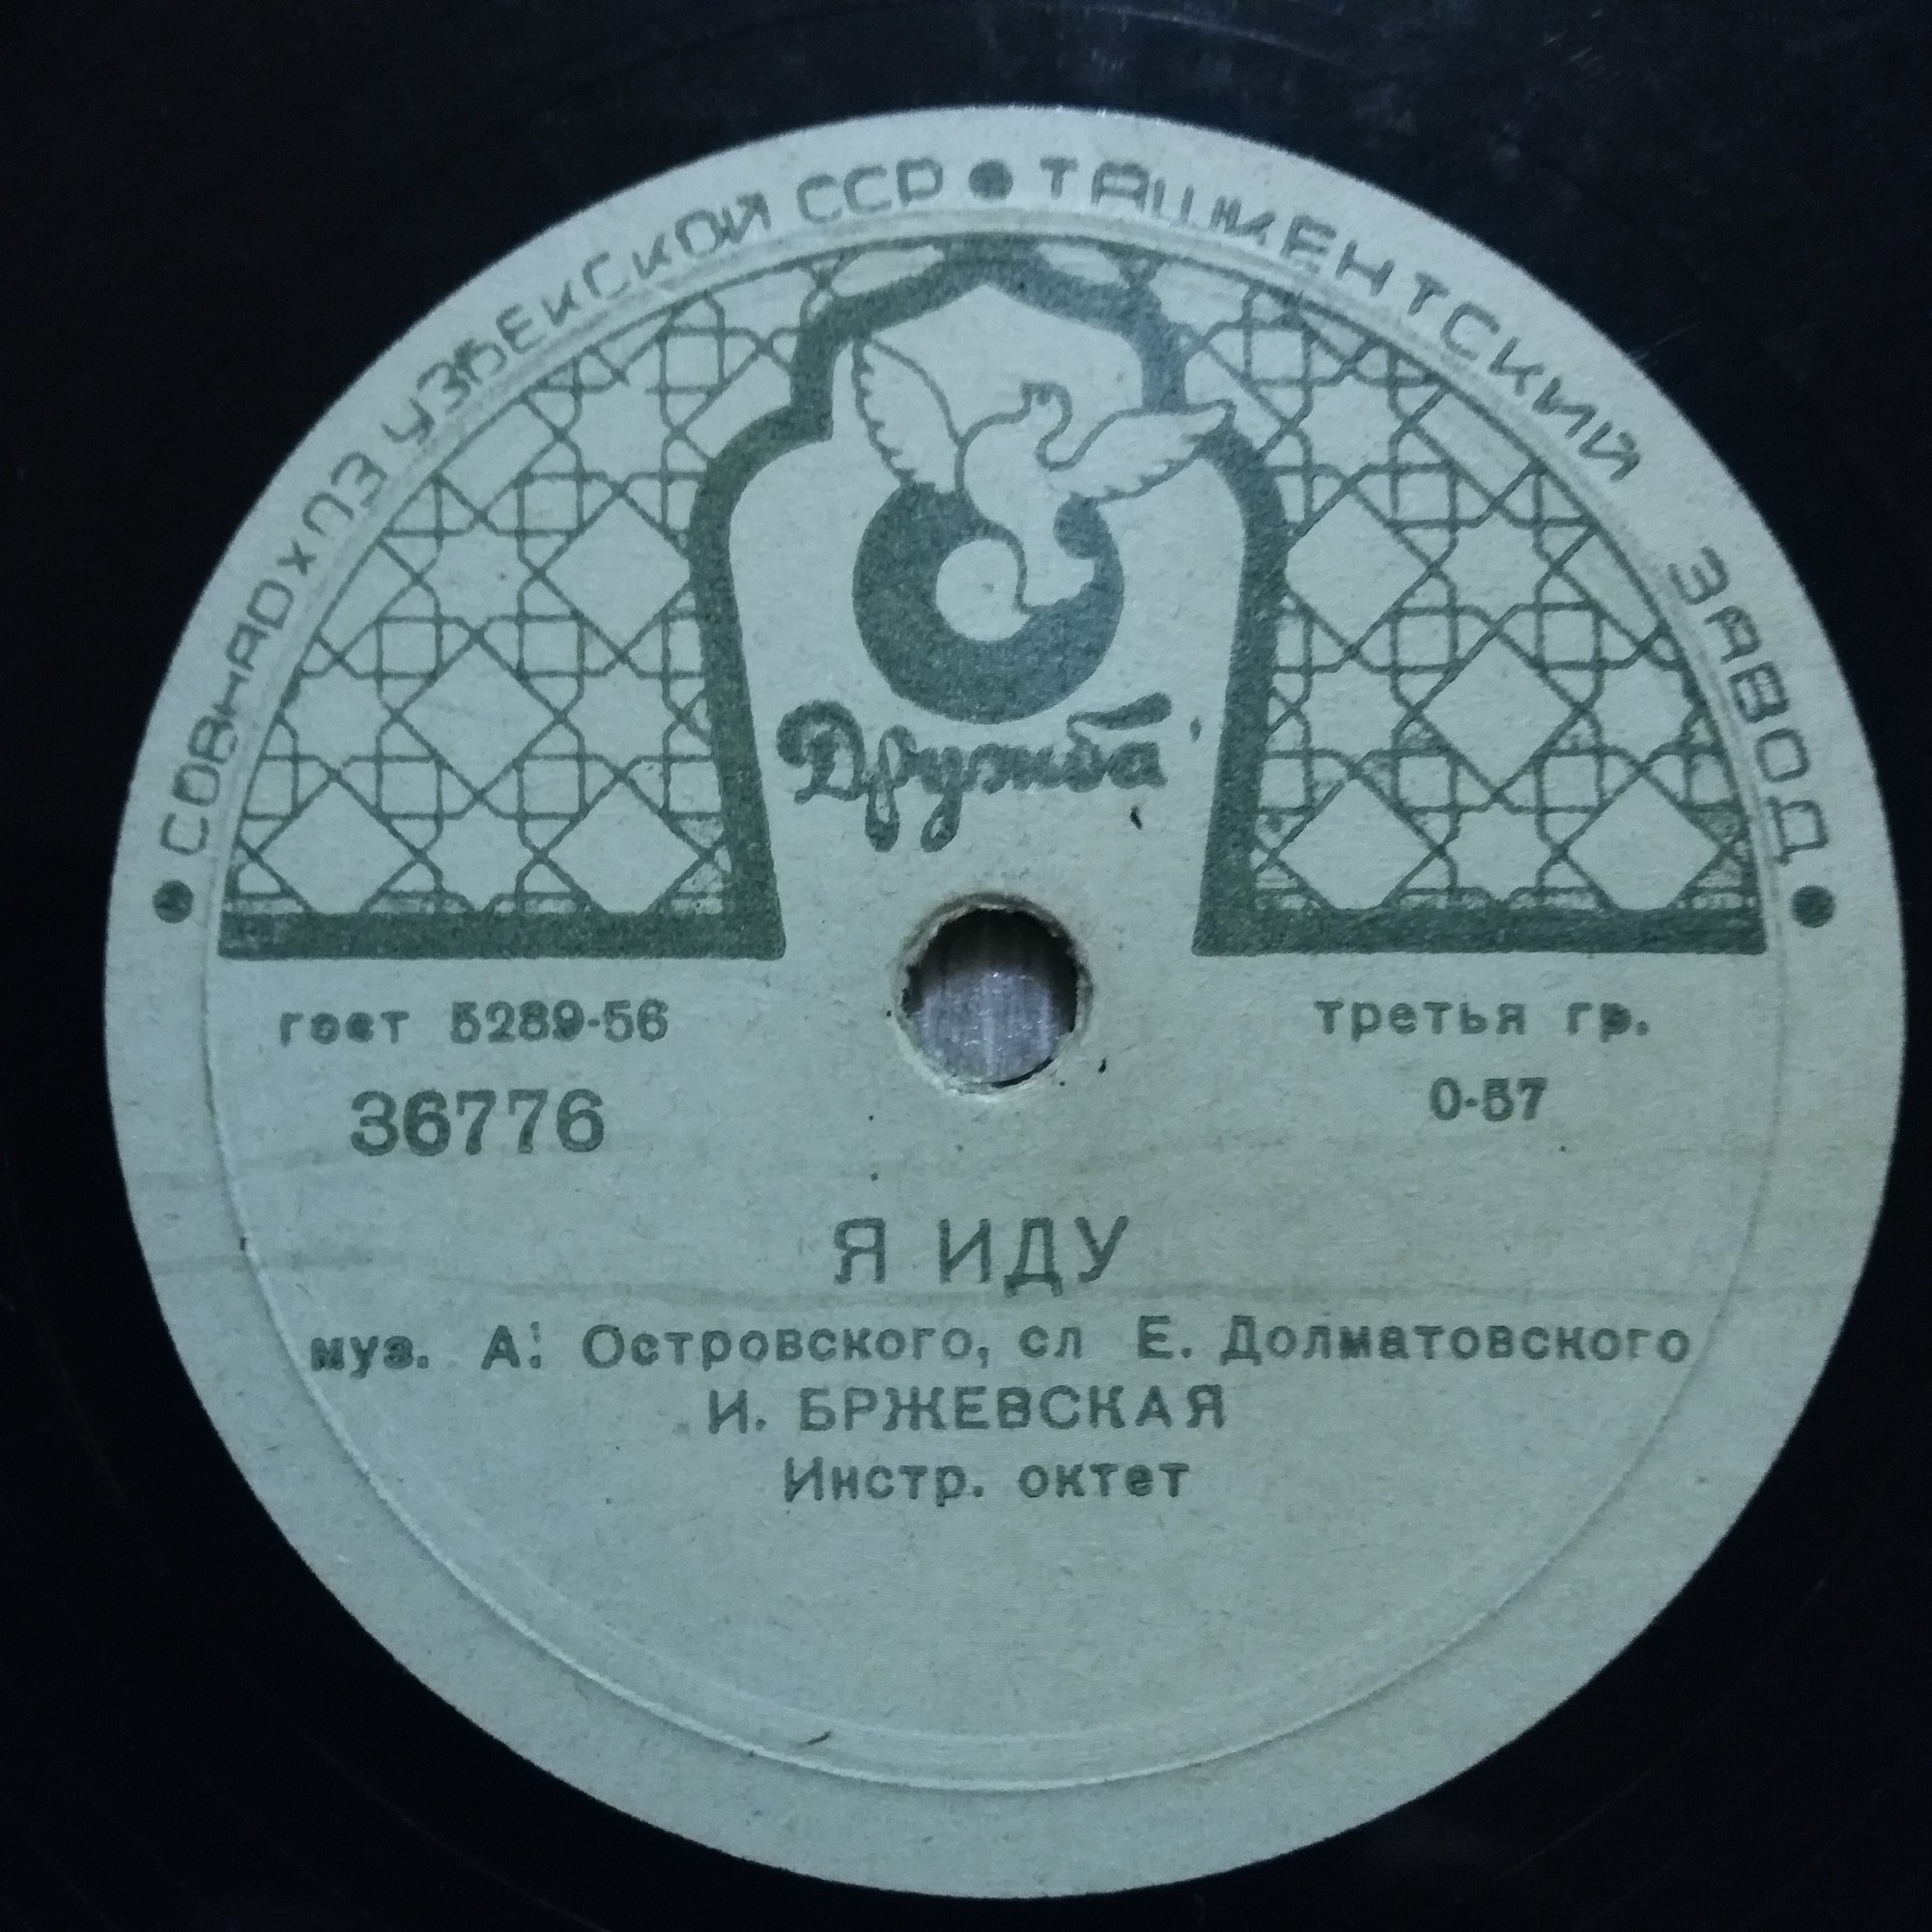 • СОВНАРХОЗ УЗБЕКСКОЙ ССР • ТАШКЕНТСКИЙ ЗАВОД •
Дружба
гост 5289-56
третья гр.
36776
0-57
Я ИДУ
муз. А. Островского, сл Е. Долматовского
И. БРЖЕВСКАЯ
Инстр. октет